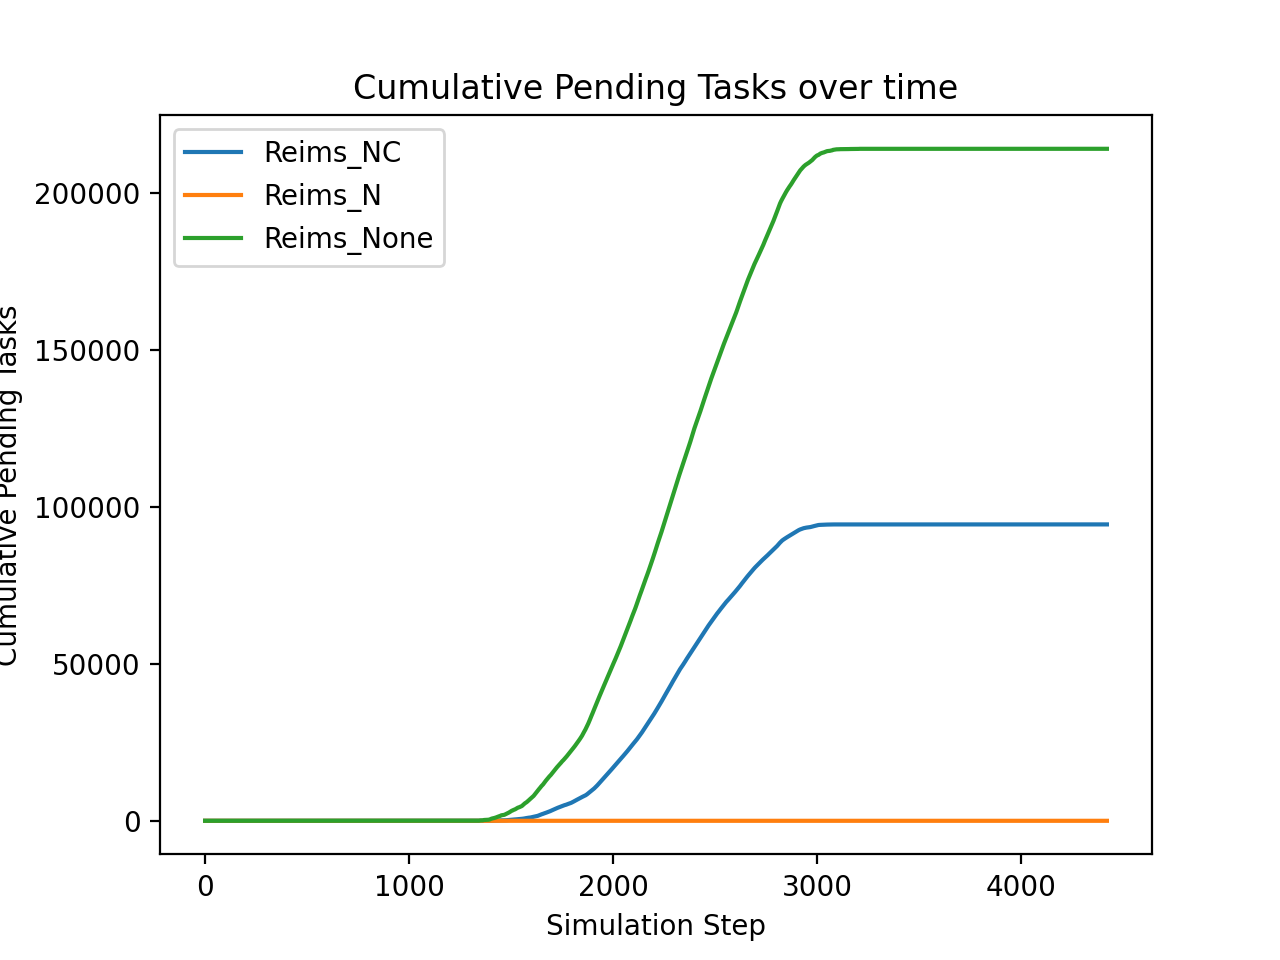 Cumulative Pending Tasks over time
Reims_NC
Reims_N
Reims_None
Cumulative Pending Tasks
200000
150000
100000
50000
0
0 1000 2000 3000 4000
Simulation Step